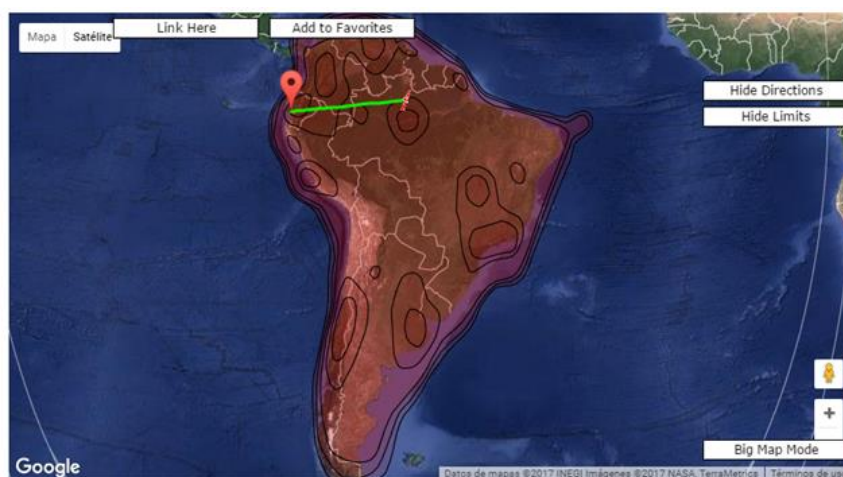 Mapa
Satélite
Link Here
Add to Favorites
Hide Directions
Hide Limits
+
Big Map Mode
Google
Datos de mapas ©2017 INEGI Imágenes ©2017 NASA, TerraMetrics
Términos de uso